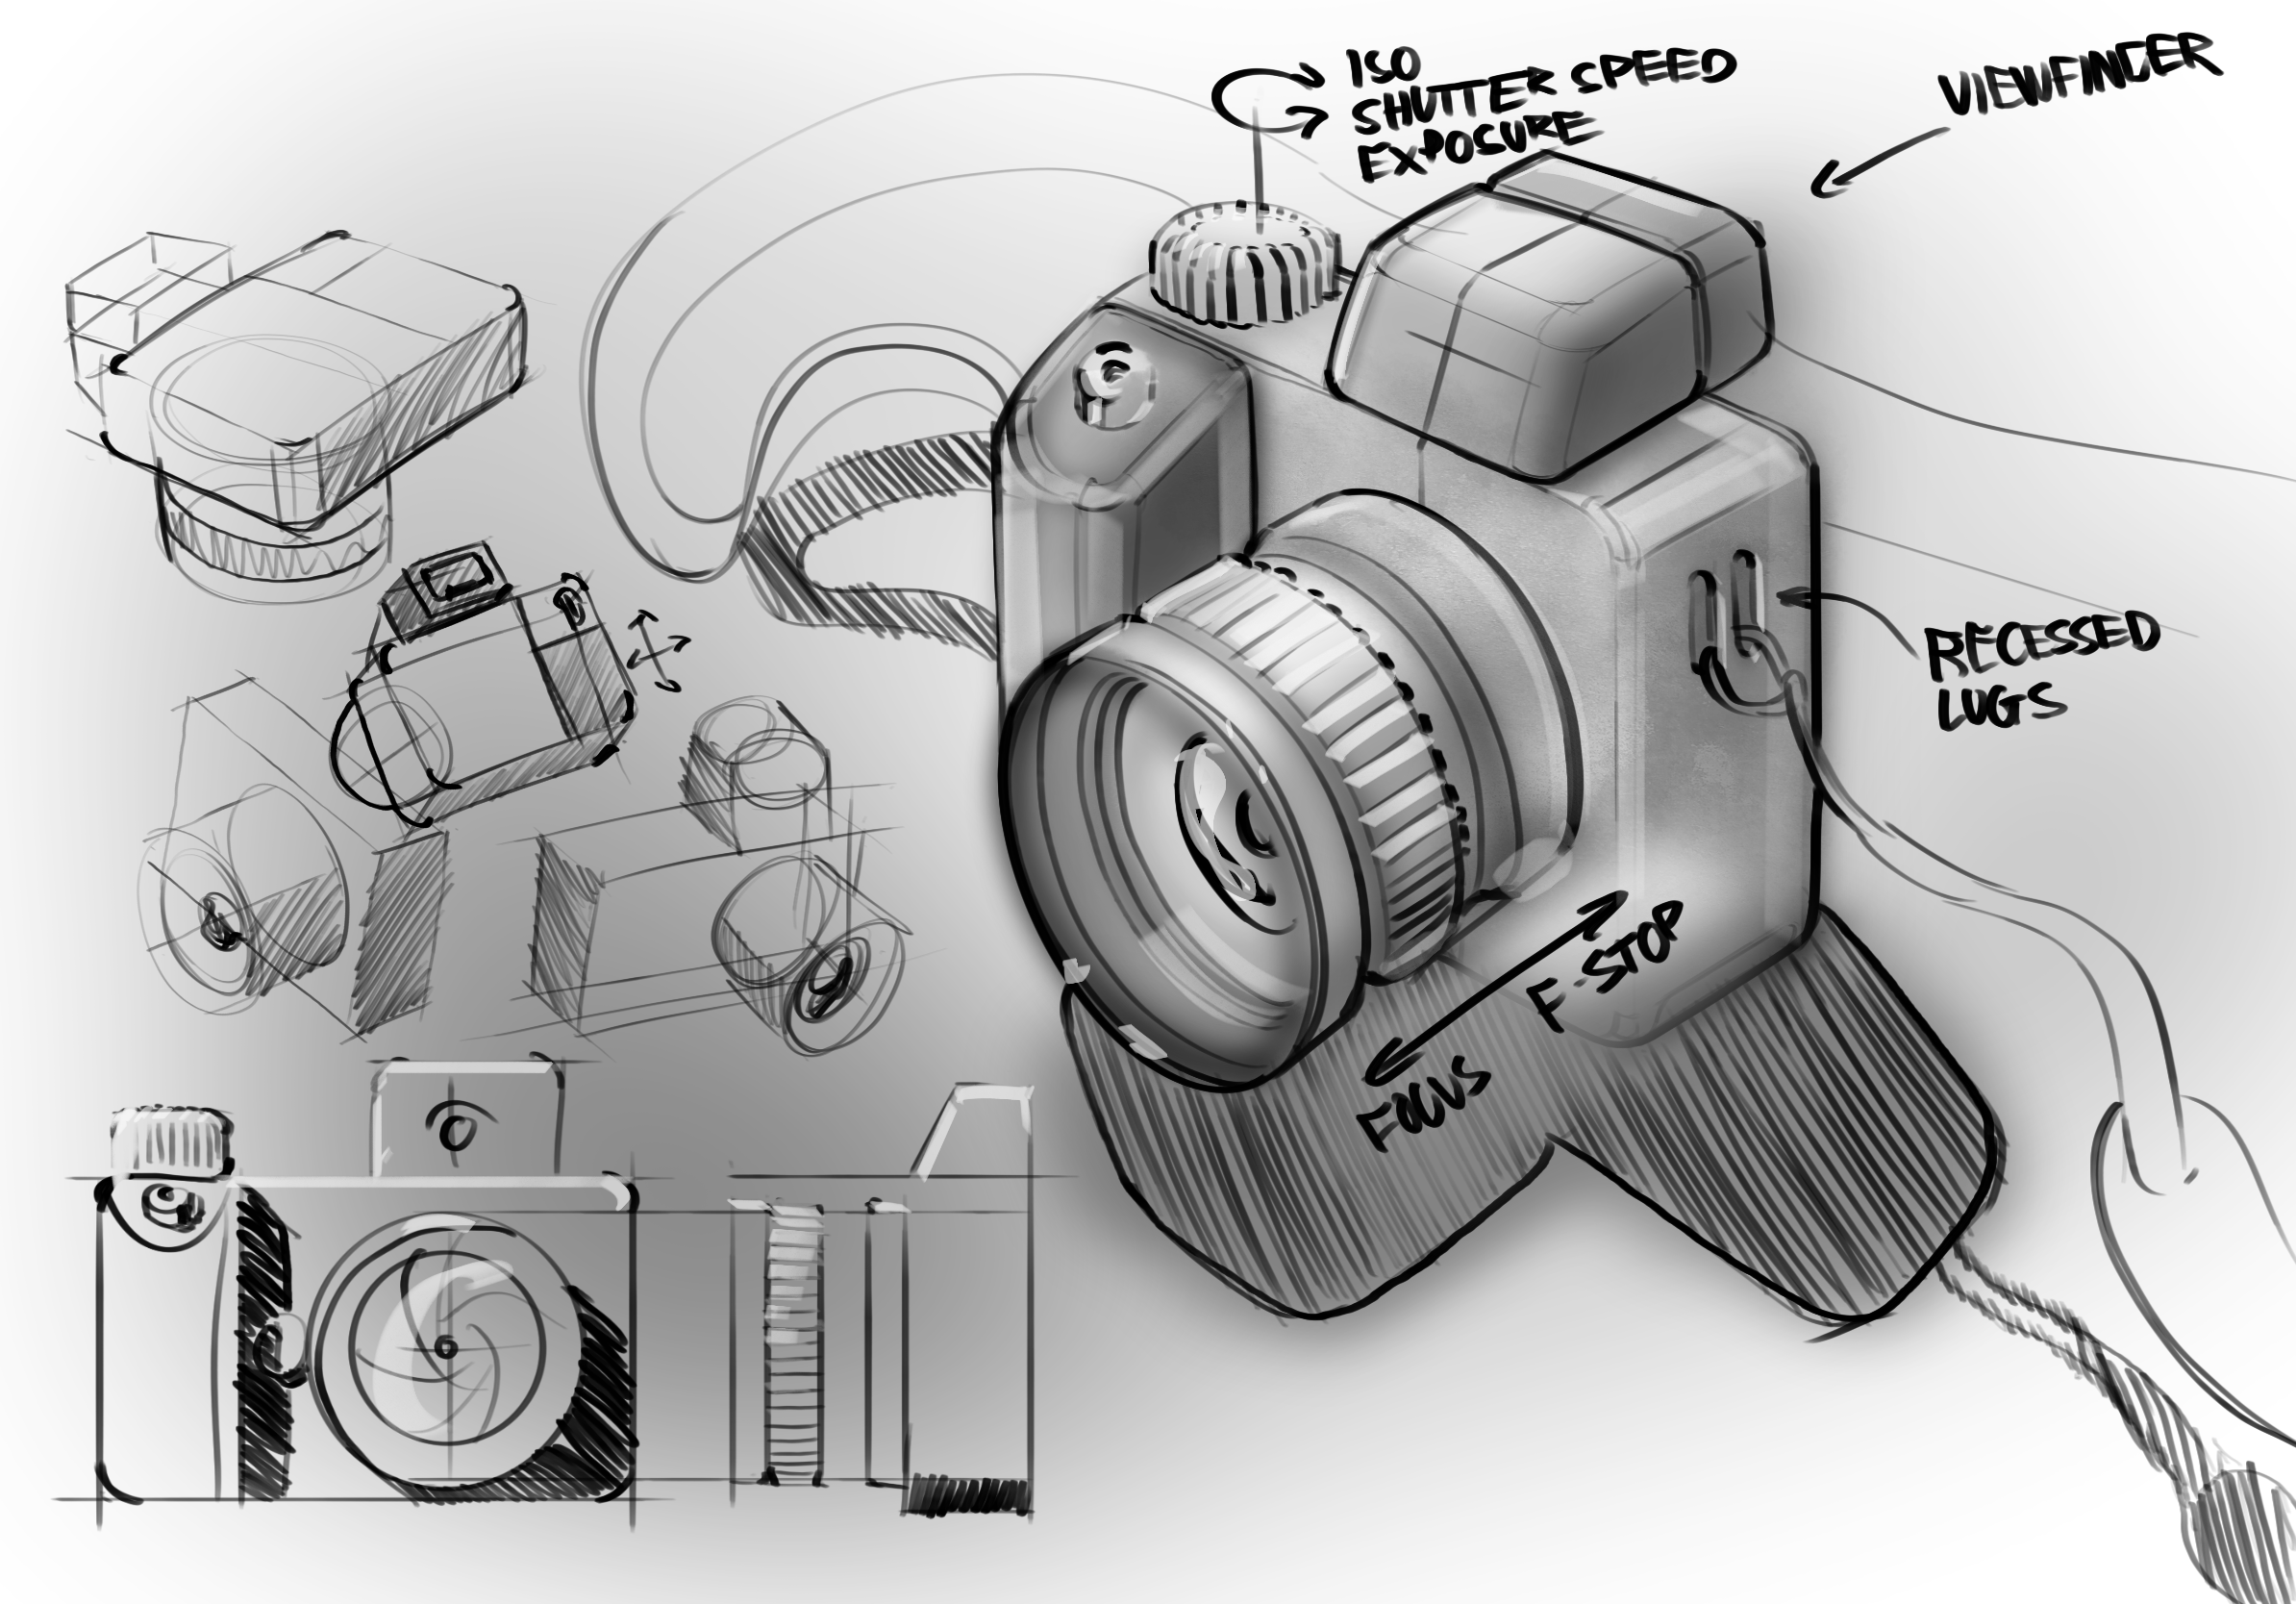 ISO
SHUTTER SPEED
EXPOSURE
VIEWFINDER
RECESSED
LUGS
F-STOP
FOCUS